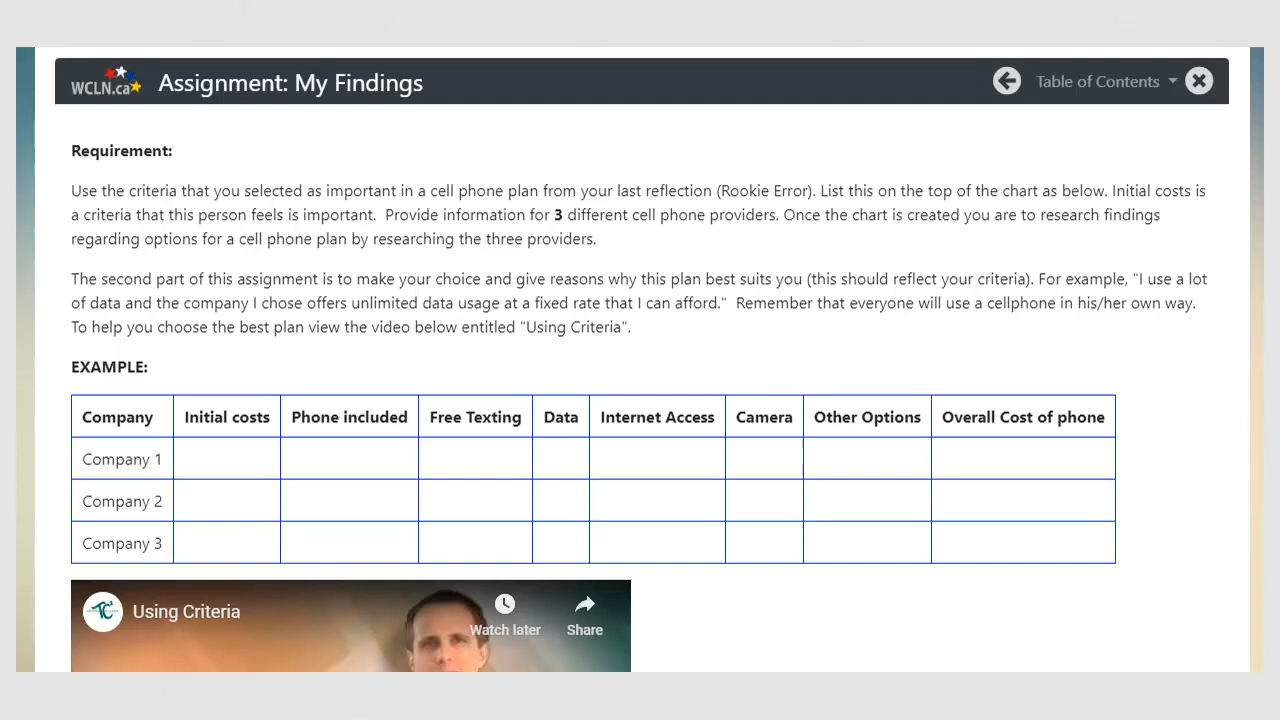 WCLN.ca
Assignment: My Findings
Table of Contents
Requirement:
Use the criteria that you selected as important in a cell phone plan from your last reflection (Rookie Error). List this on the top of the chart as below. Initial costs is
a criteria that this person feels is important.  Provide information for 3 different cell phone providers. Once the chart is created you are to research findings
regarding options for a cell phone plan by researching the three providers.
The second part of this assignment is to make your choice and give reasons why this plan best suits you (this should reflect your criteria). For example, "I use a lot
of data and the company I chose offers unlimited data usage at a fixed rate that I can afford."  Remember that everyone will use a cellphone in his/her own way.
To help you choose the best plan view the video below entitled "Using Criteria".
EXAMPLE:
Company Initial costs Phone included Free Texting Data Internet Access Camera Other Options Overall Cost of phone
Company 1
Company 2
Company 3
Using Criteria
Watch later Share